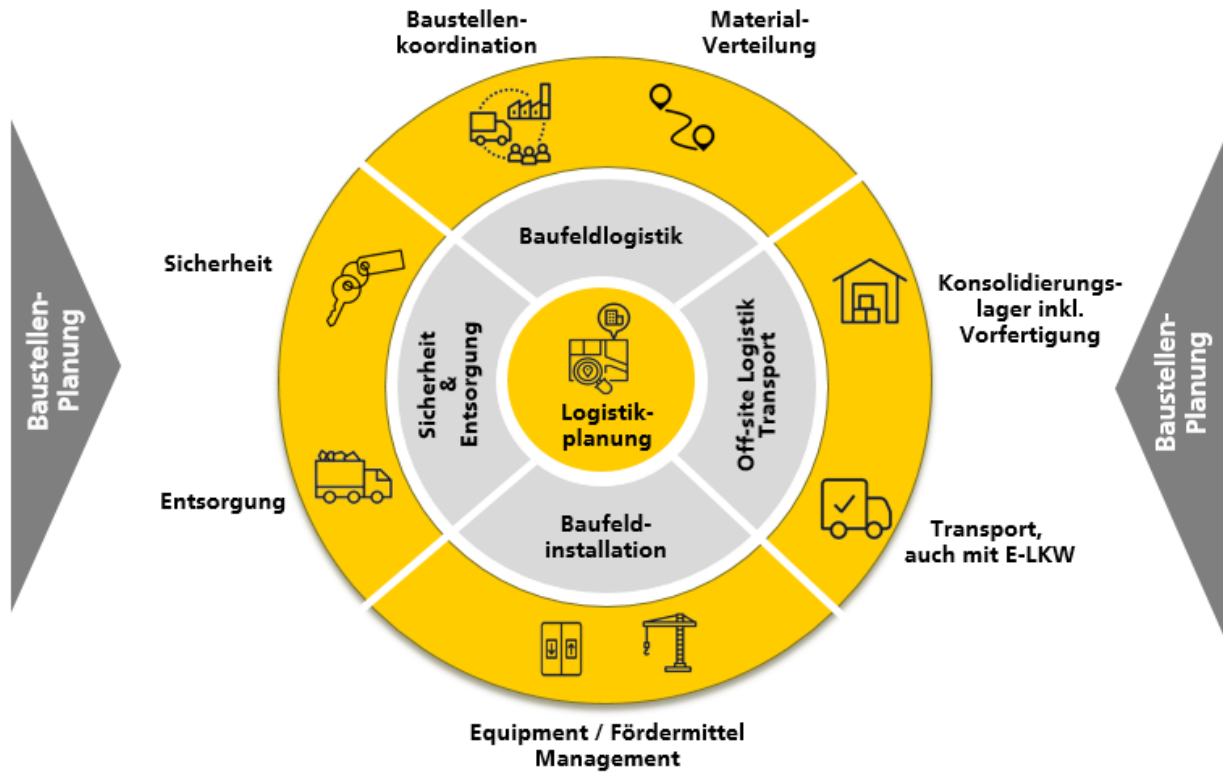 Baustellen-
koordination
Material-
Verteilung
Baustellen-
Planung
Sicherheit
Entsorgung
Baufeldlogistik
Sicherheit
&
Entsorgung
Logistik-
planung
Off-site Logistik
Transport
Baufeld-
installation
Konsolidierungs-
lager inkl.
Vorfertigung
Transport,
auch mit E-LKW
Baustellen-
Planung
Equipment / Fördermittel
Management